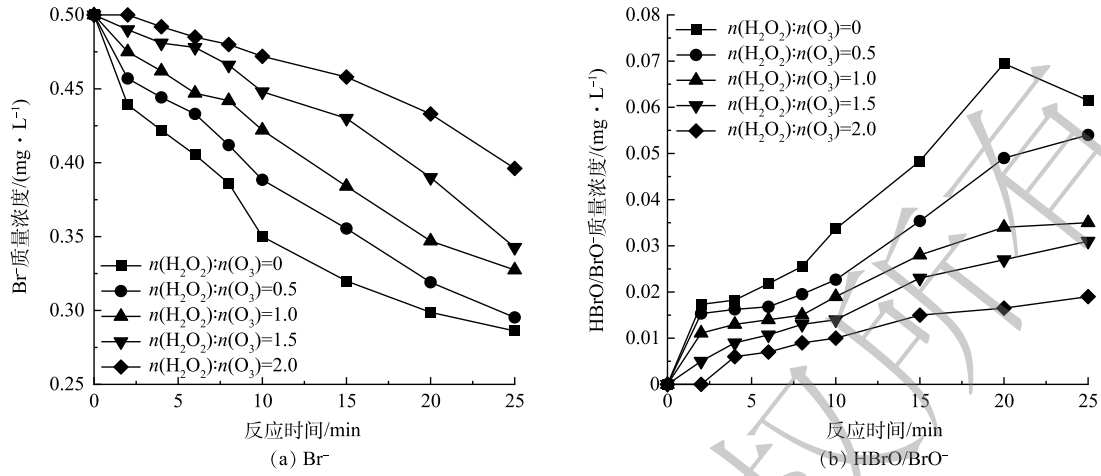 0.50
0.45
0.40
0.35
0.30
0.25
Br⁻质量浓度/(mg·L⁻¹)
n(H₂O₂):n(O₃)=0
n(H₂O₂):n(O₃)=0.5
n(H₂O₂):n(O₃)=1.0
n(H₂O₂):n(O₃)=1.5
n(H₂O₂):n(O₃)=2.0
0 5 10 15 20 25
反应时间/min
(a) Br⁻
0.08
0.07
0.06
0.05
0.04
0.03
0.02
0.01
0
HBrO/BrO⁻质量浓度/(mg·L⁻¹)
n(H₂O₂):n(O₃)=0
n(H₂O₂):n(O₃)=0.5
n(H₂O₂):n(O₃)=1.0
n(H₂O₂):n(O₃)=1.5
n(H₂O₂):n(O₃)=2.0
0 5 10 15 20 25
反应时间/min
(b) HBrO/BrO⁻
权所有